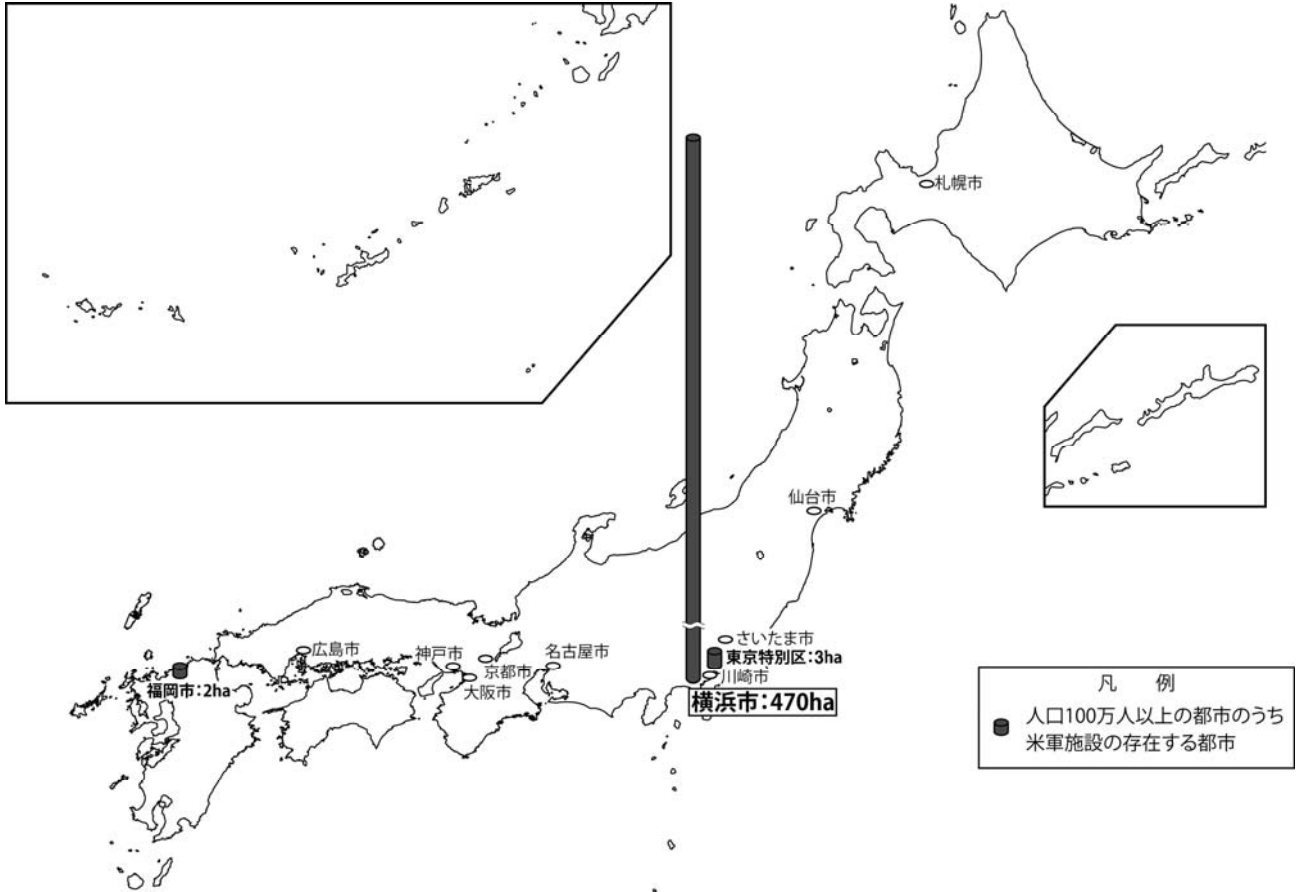 札幌市
仙台市
さいたま市
東京特別区：3ha
川崎市
横浜市：470ha
広島市
神戸市
京都市
名古屋市
大阪市
福岡市：2ha
凡　例
人口100万人以上の都市のうち
米軍施設の存在する都市